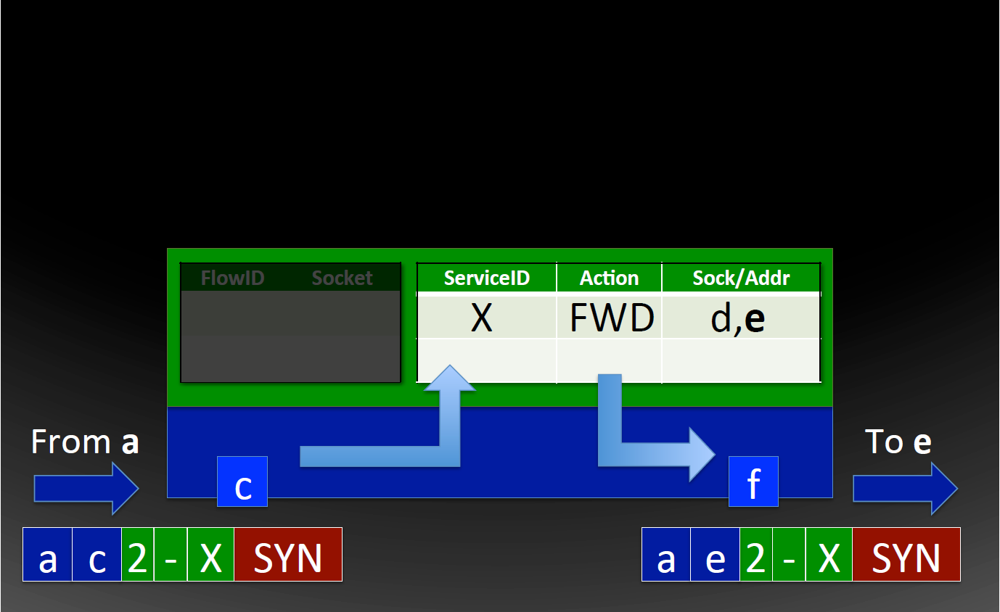 FlowID Socket ServiceID Action Sock/Addr
X FWD d,e
From a To e
c f
a c 2 - X SYN a e 2 - X SYN